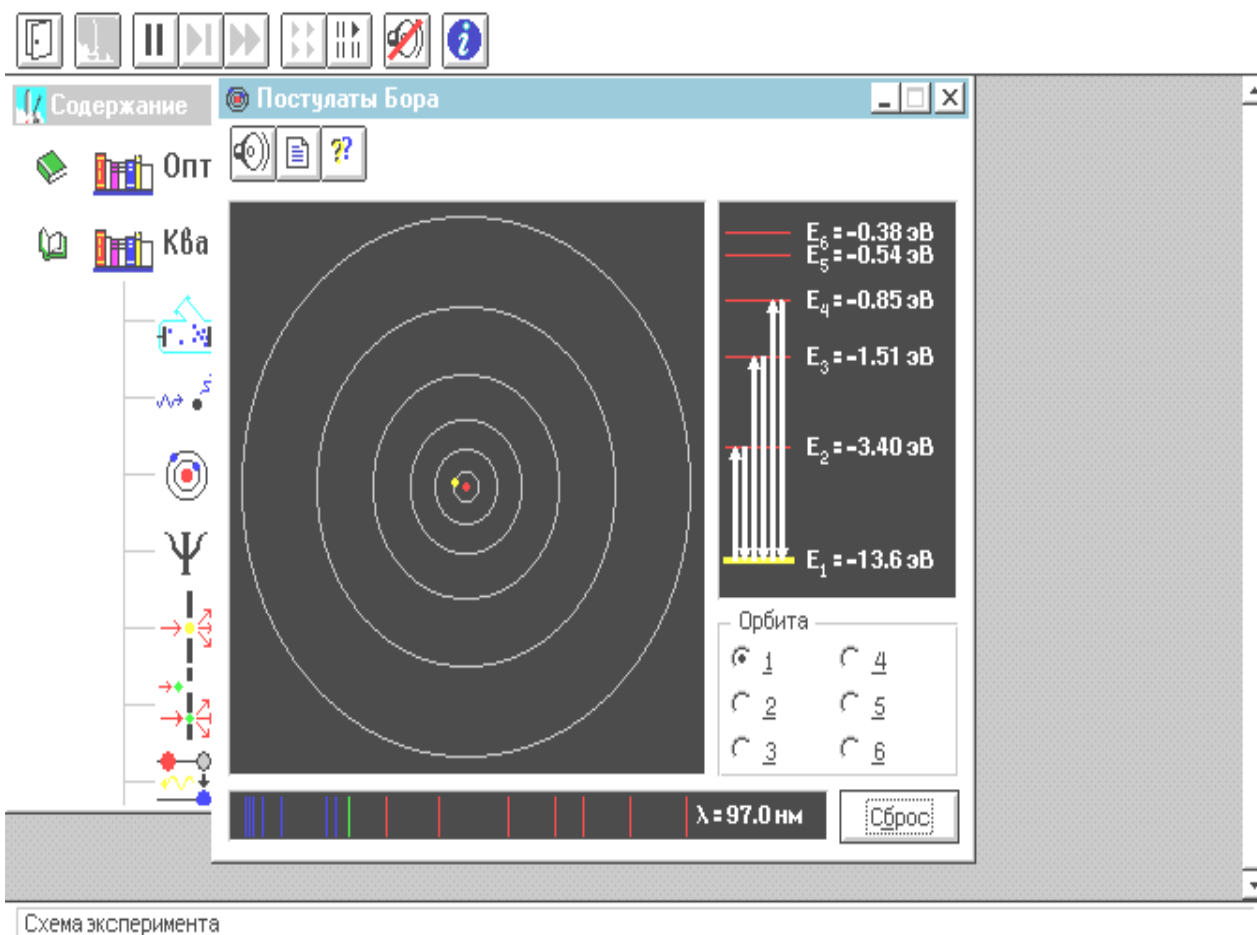 Содержание
Постулаты Бора
Опт
??
Ква
E6 = -0.38 эВ
E5 = -0.54 эВ
E4 = -0.85 эВ
E3 = -1.51 эВ
E2 = -3.40 эВ
E1 = -13.6 эВ
Орбита
1 4
2 5
3 6
λ = 97.0 нм
Сброс
Схема эксперимента